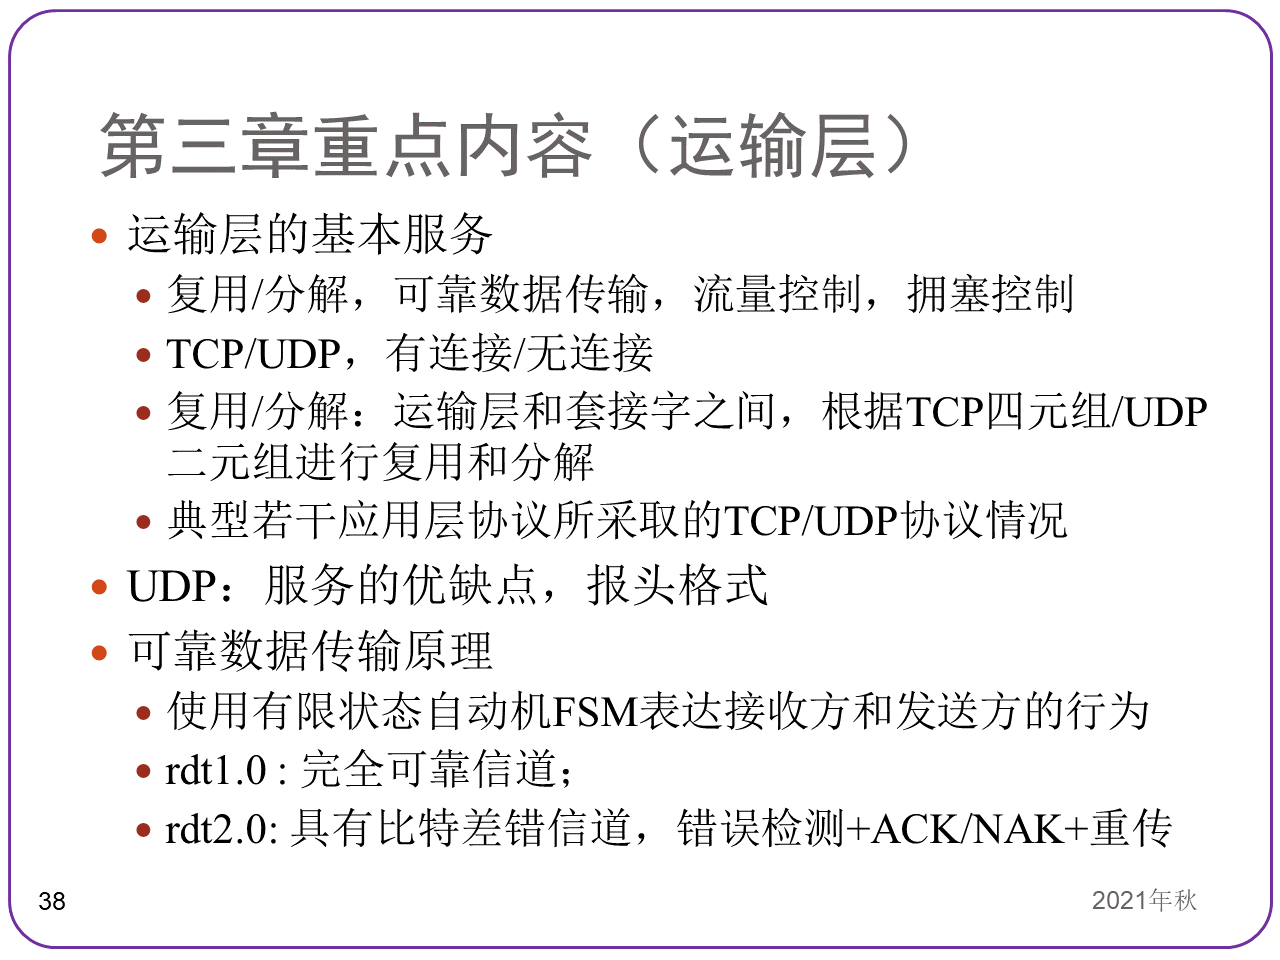 第三章重点内容（运输层）
运输层的基本服务
复用/分解，可靠数据传输，流量控制，拥塞控制
TCP/UDP，有连接/无连接
复用/分解：运输层和套接字之间，根据TCP四元组/UDP
二元组进行复用和分解
典型若干应用层协议所采取的TCP/UDP协议情况
UDP：服务的优缺点，报头格式
可靠数据传输原理
使用有限状态自动机FSM表达接收方和发送方的行为
rdt1.0 : 完全可靠信道；
rdt2.0: 具有比特差错信道，错误检测+ACK/NAK+重传
38
2021年秋